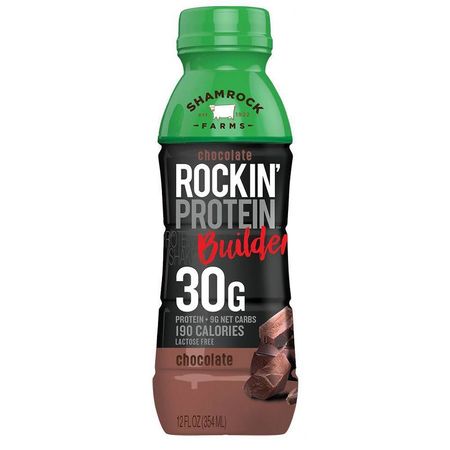 SHAMROCK
EST. 1922
FARMS
chocolate
ROCKIN'
PROTEIN
Builder
30G
PROTEIN • 9G NET CARBS
190 CALORIES
LACTOSE FREE
chocolate
12 FL OZ (354 ML)